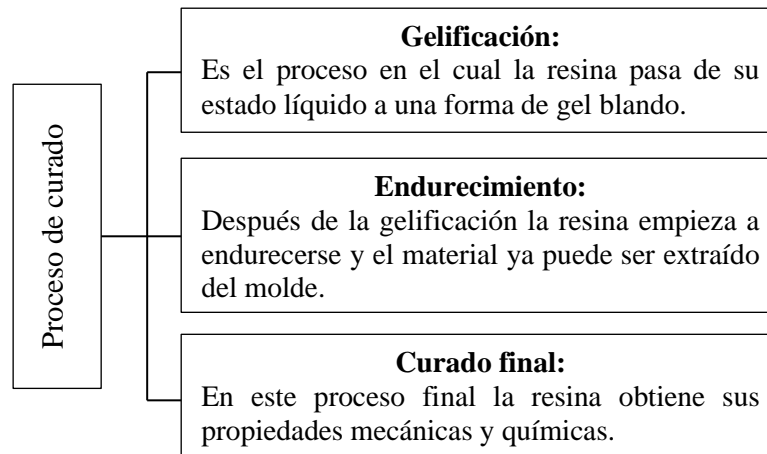 Proceso de curado
Gelificación:
Es el proceso en el cual la resina pasa de su
estado líquido a una forma de gel blando.
Endurecimiento:
Después de la gelificación la resina empieza a
endurecerse y el material ya puede ser extraído
del molde.
Curado final:
En este proceso final la resina obtiene sus
propiedades mecánicas y químicas.